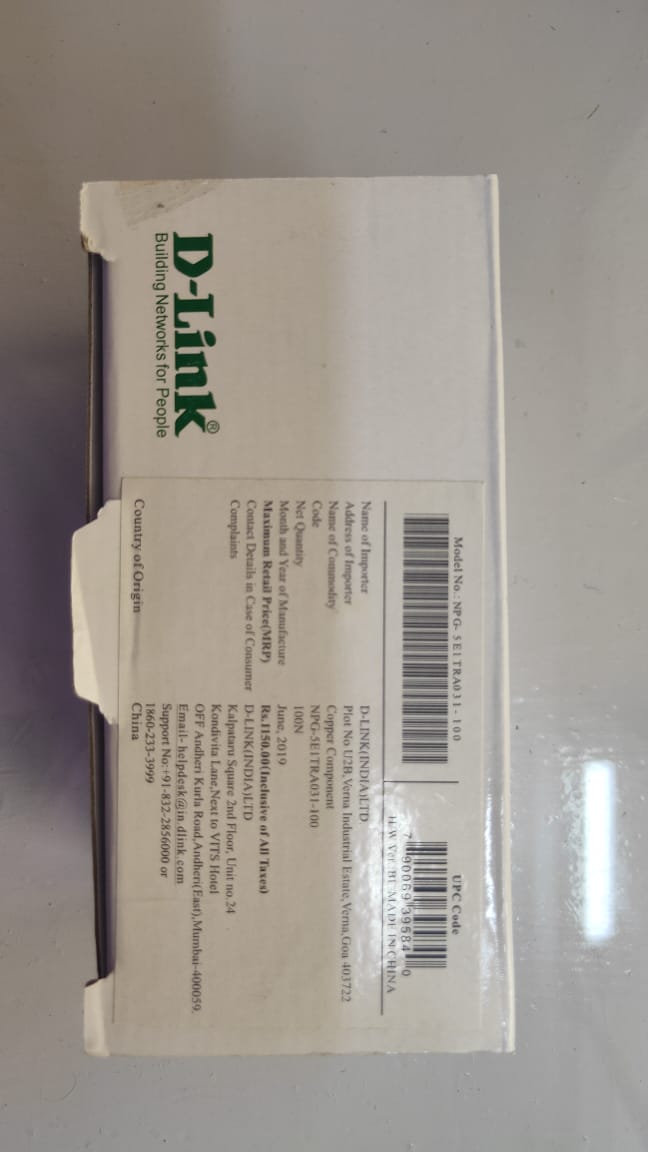 D-Link®
Building Networks for People
Model No.: NPG- 5E1TRA031-100
UPC Code
7 90069 39584 0
H/W Ver.:B1 MADE IN CHINA
Name of Importer D-LINK(INDIA)LTD
Address of Importer Plot No U2B,Verna Industrial Estate,Verna,Goa 403722
Name of Commodity Copper Component
Code NPG-5E1TRA031-100
Net Quantity 100N
Month and Year of Manufacture June, 2019
Maximum Retail Price(MRP) Rs.1150.00(Inclusive of All Taxes)
Contact Details in Case of Consumer D-LINK(INDIA)LTD
Complaints Kalpataru Square 2nd Floor, Unit no,24
Kondivita Lane,Next to VITS Hotel
OFF Andheri Kurla Road,Andheri(East),Mumbai-400059.
Email- helpdesk@in.dlink.com
Support No:+91-832-2856000 or
1860-233-3999
Country of Origin China